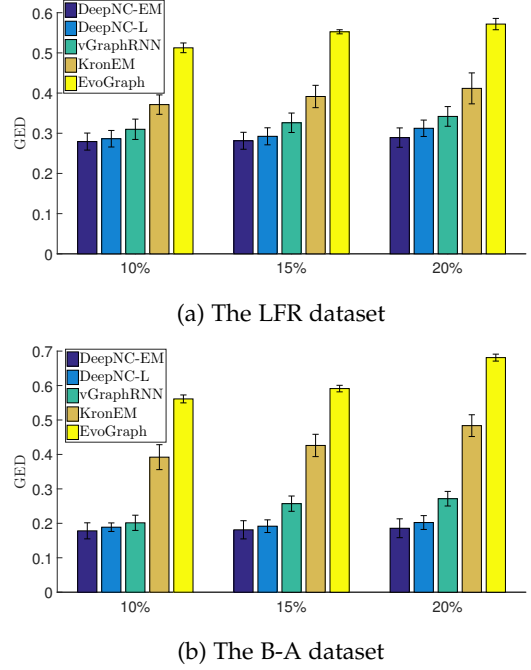 0.6
0.5
0.4
0.3
0.2
0.1
0
GED
DeepNC-EM
DeepNC-L
vGraphRNN
KronEM
EvoGraph
10% 15% 20%
(a) The LFR dataset
0.7
0.6
0.5
0.4
0.3
0.2
0.1
0
GED
DeepNC-EM
DeepNC-L
vGraphRNN
KronEM
EvoGraph
10% 15% 20%
(b) The B-A dataset